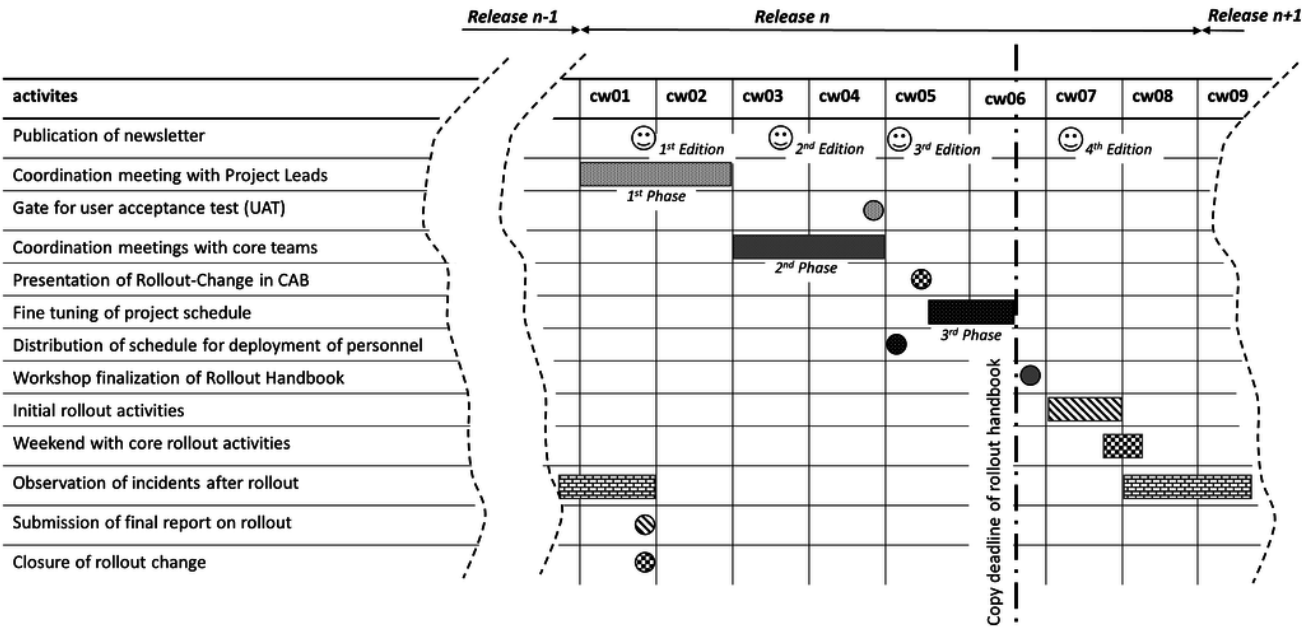 Release n-1 Release n Release n+1
activites cw01 cw02 cw03 cw04 cw05 cw06 cw07 cw08 cw09
Publication of newsletter 1st Edition 2nd Edition 3rd Edition 4th Edition
Coordination meeting with Project Leads
1st Phase
Gate for user acceptance test (UAT)
Coordination meetings with core teams
2nd Phase
Presentation of Rollout-Change in CAB
Fine tuning of project schedule
3rd Phase
Distribution of schedule for deployment of personnel
Workshop finalization of Rollout Handbook
Initial rollout activities
Weekend with core rollout activities
Observation of incidents after rollout
Submission of final report on rollout
Closure of rollout change
Copy deadline of rollout handbook